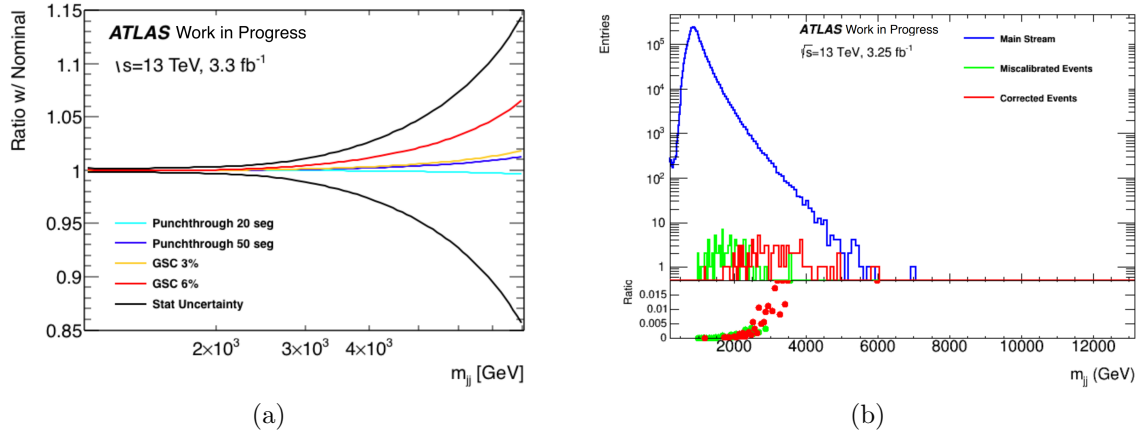 1.15
1.1
1.05
1
0.95
0.9
0.85
Ratio w/ Nominal
ATLAS Work in Progress
√s=13 TeV, 3.3 fb⁻¹
Punchthrough 20 seg
Punchthrough 50 seg
GSC 3%
GSC 6%
Stat Uncertainty
2×10³ 3×10³ 4×10³
m_jj [GeV]
(a)
Entries
10⁵
10⁴
10³
10²
10
1
ATLAS Work in Progress
√s=13 TeV, 3.25 fb⁻¹
Main Stream
Miscalibrated Events
Corrected Events
Ratio
0.015
0.01
0.005
0
2000 4000 6000 8000 10000 12000
m_jj (GeV)
(b)